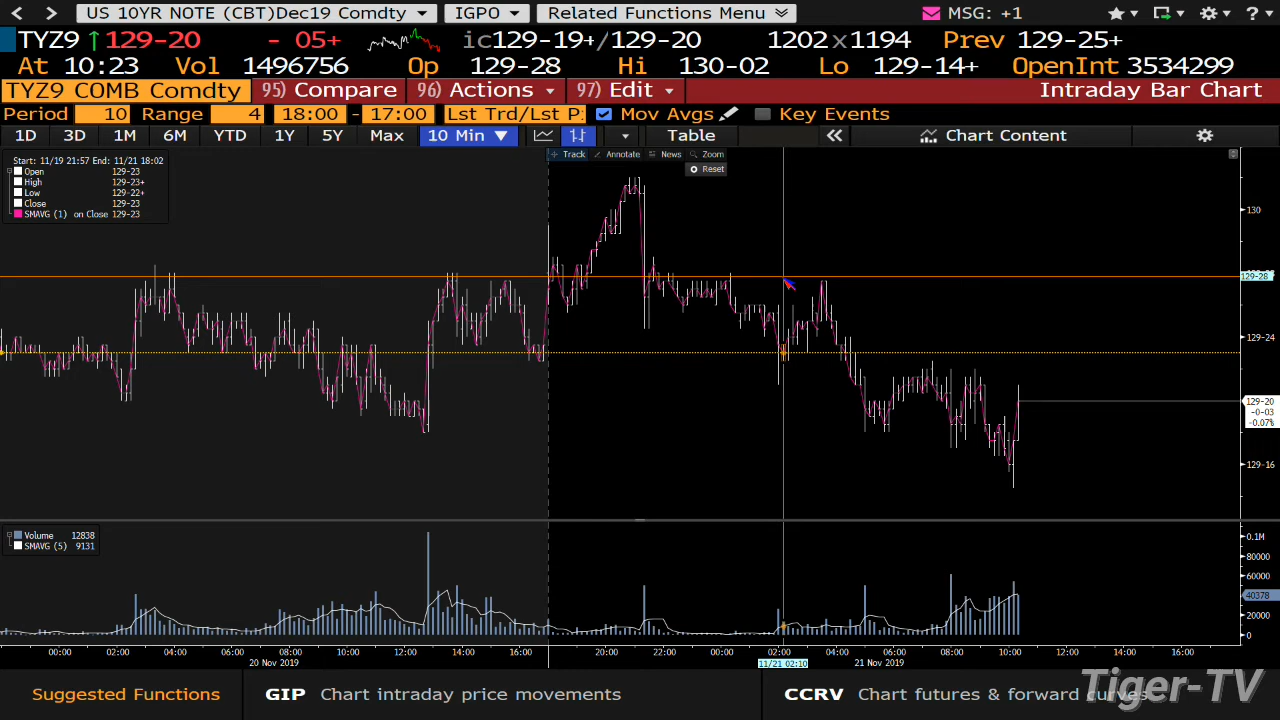 US 10YR NOTE (CBT)Dec19 Comdty IGPO Related Functions Menu MSG: +1 ?
TYZ9 ↑129-20 - 05+ ic129-19+/129-20 1202x1194 Prev 129-25+
At 10:23 Vol 1496756 Op 129-28 Hi 130-02 Lo 129-14+ OpenInt 3534299
TYZ9 COMB Comdty 95) Compare 96) Actions 97) Edit Intraday Bar Chart
Period 10 Range 4 18:00 - 17:00 Lst Trd/Lst P: Mov Avgs Key Events
1D 3D 1M 6M YTD 1Y 5Y Max 10 Min ▼ Table « Chart Content
Track Annotate News Zoom
Reset
Start: 11/19 21:57 End: 11/21 18:02
Open 129-23
High 129-23+
Low 129-22+
Close 129-23
SMAVG (1) on Close 129-23
130
129-28
129-24
129-20
-0-03
-0.07%
129-16
Volume 12838
SMAVG (5) 9131
0.1M
80000
60000
40378
20000
0
00:00 02:00 04:00 06:00 08:00 10:00 12:00 14:00 16:00 20:00 22:00 00:00 02:00 04:00 06:00 08:00 10:00 12:00 14:00 16:00
20 Nov 2019 11/21 02:10 21 Nov 2019
Suggested Functions GIP Chart intraday price movements CCRV Chart futures & forward curves
Tiger-TV